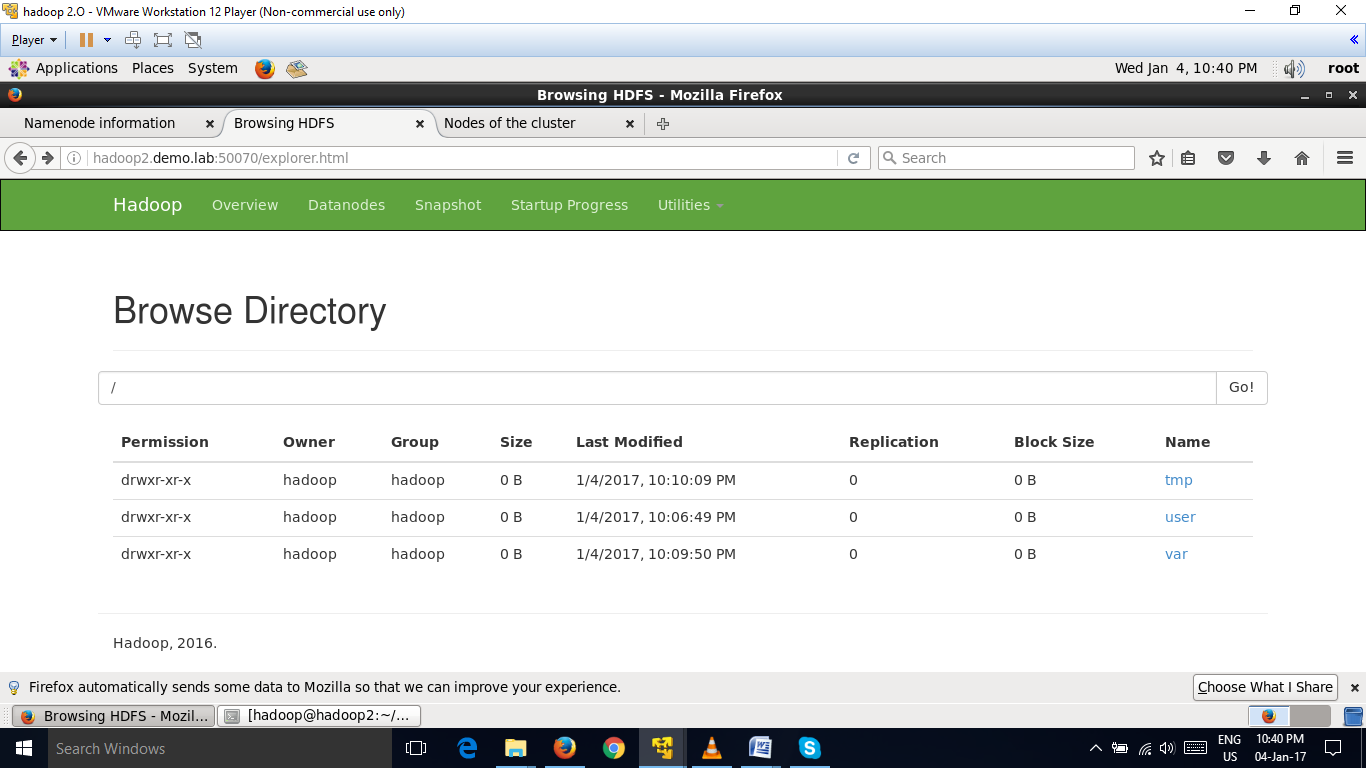 hadoop 2.O - VMware Workstation 12 Player (Non-commercial use only)
Player
Applications Places System Wed Jan 4, 10:40 PM root
Browsing HDFS - Mozilla Firefox
Namenode information Browsing HDFS Nodes of the cluster
hadoop2.demo.lab:50070/explorer.html Search
Hadoop Overview Datanodes Snapshot Startup Progress Utilities
Browse Directory
/ Go!
Permission Owner Group Size Last Modified Replication Block Size Name
drwxr-xr-x hadoop hadoop 0 B 1/4/2017, 10:10:09 PM 0 0 B tmp
drwxr-xr-x hadoop hadoop 0 B 1/4/2017, 10:06:49 PM 0 0 B user
drwxr-xr-x hadoop hadoop 0 B 1/4/2017, 10:09:50 PM 0 0 B var
Hadoop, 2016.
Firefox automatically sends some data to Mozilla so that we can improve your experience. Choose What I Share
Browsing HDFS - Mozil... [hadoop@hadoop2:~/...
Search Windows ENG 10:40 PM
US 04-Jan-17